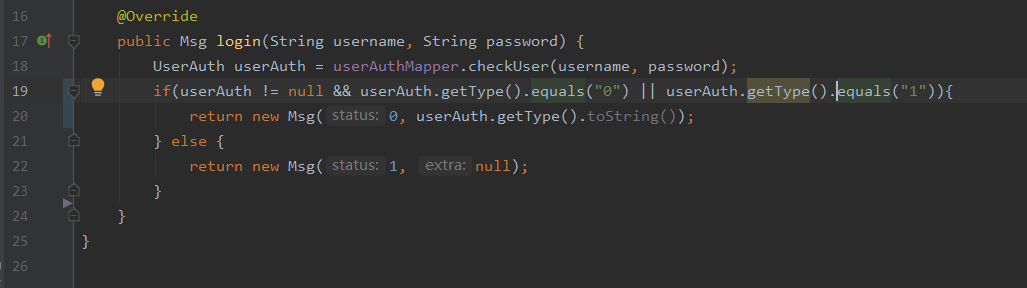 16 @Override
17 public Msg login(String username, String password) {
18 UserAuth userAuth = userAuthMapper.checkUser(username, password);
19 if(userAuth != null && userAuth.getType().equals("0") || userAuth.getType().equals("1")){
20 return new Msg( status: 0, userAuth.getType().toString());
21 } else {
22 return new Msg( status: 1, extra: null);
23 }
24 }
25 }
26